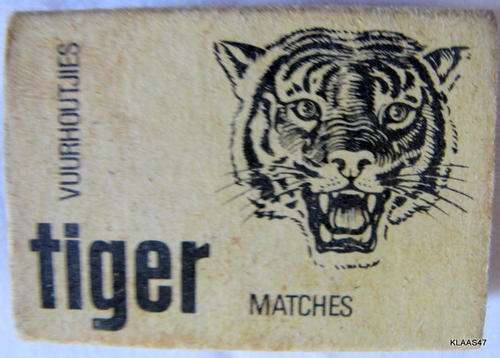 VUURHOUTJIES
tiger
MATCHES
KLAAS47